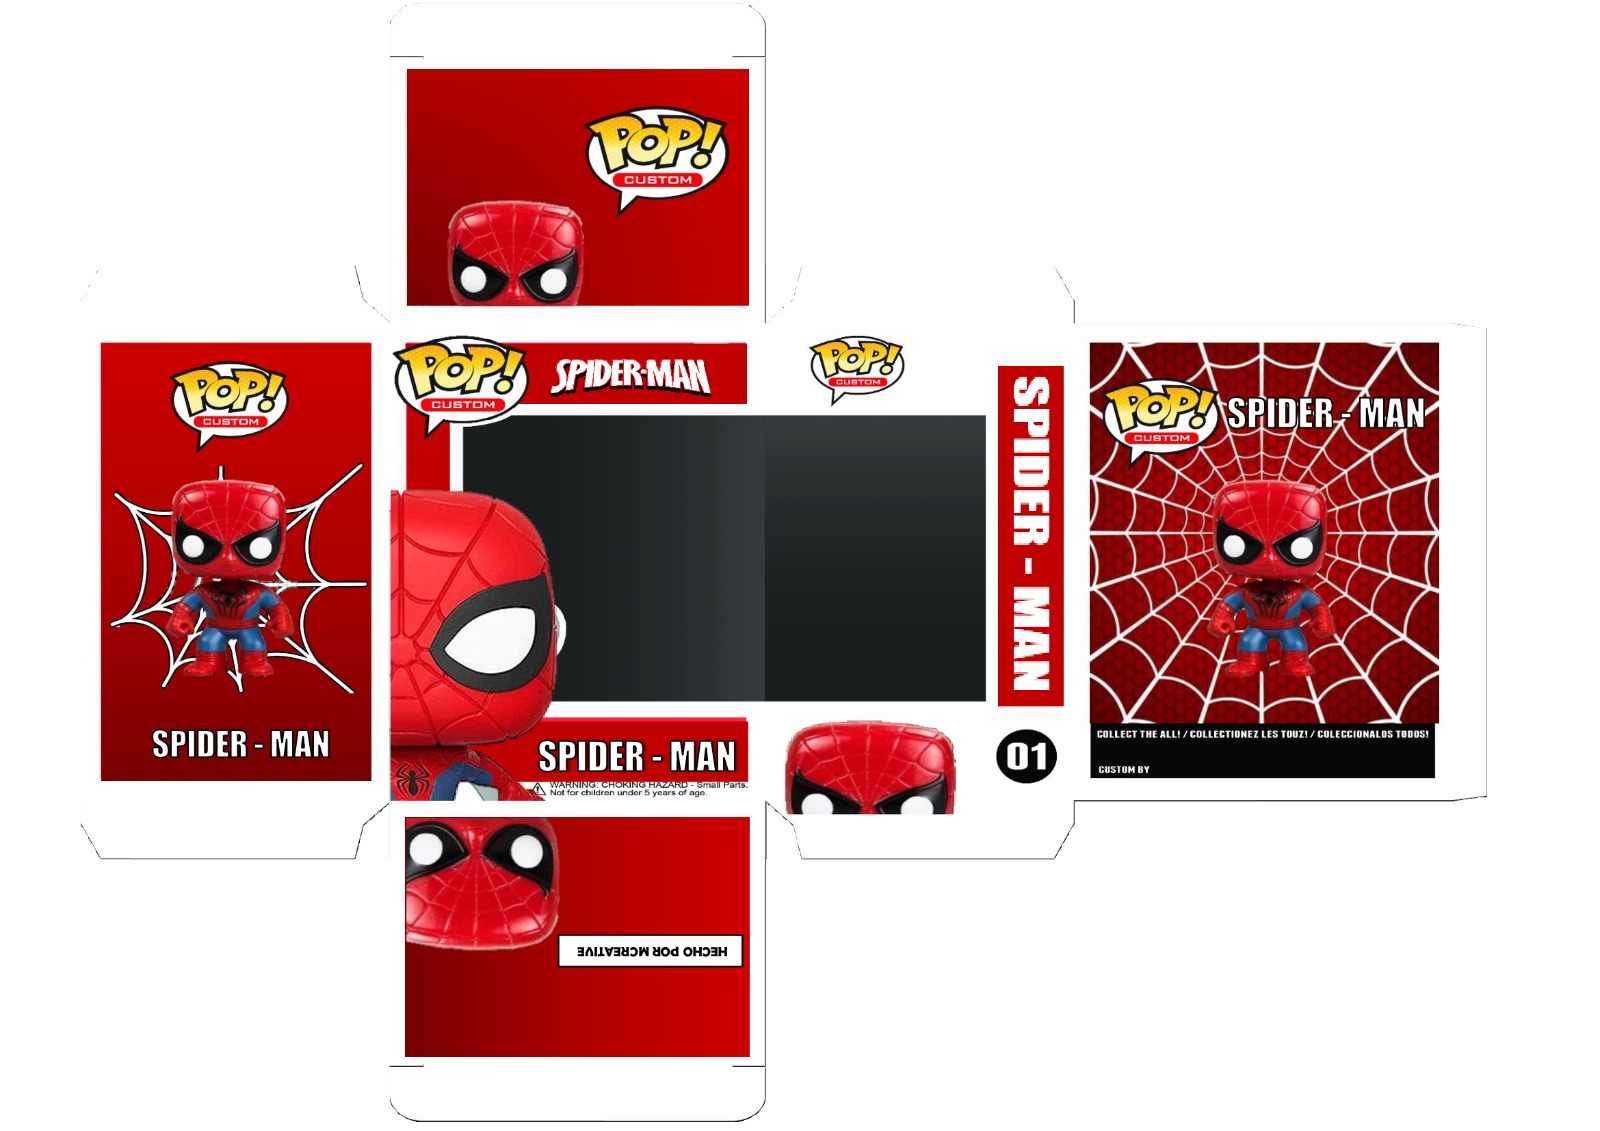 POP!
CUSTOM
POP!
CUSTOM
SPIDER - MAN
POP!
CUSTOM
SPIDER-MAN
SPIDER - MAN
WARNING: CHOKING HAZARD - Small Parts.
Not for children under 5 years of age.
POP!
CUSTOM
SPIDER - MAN
01
POP!
CUSTOM
SPIDER - MAN
COLLECT THE ALL! / COLLECTIONEZ LES TOUZ! / COLECCIONALOS TODOS!
CUSTOM BY
HECHO POR MCREATIVE